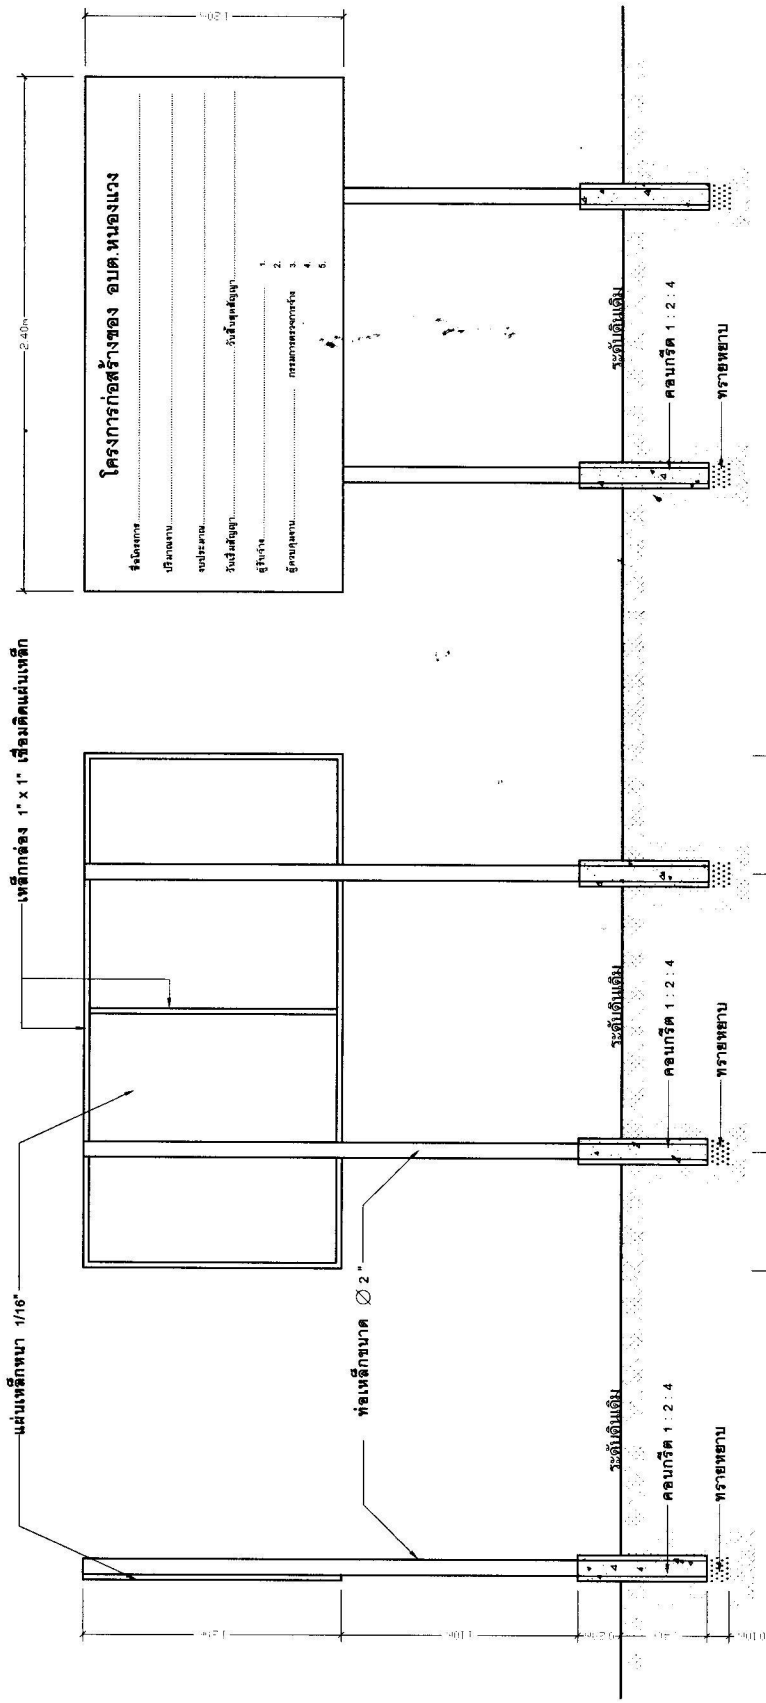 2.40m
1.20m
โครงการก่อสร้างของ อบต.หนองแวง
ชื่อโครงการ
ปริมาณงาน
งบประมาณ
วันเริ่มสัญญา วันสิ้นสุดสัญญา
ผู้รับจ้าง 1.
2.
ผู้ควบคุมงาน กรรมการตรวจการจ้าง 3.
4.
5.
ระดับดินเดิม
คอนกรีต 1 : 2 : 4
ทรายหยาบ
เหล็กกล่อง 1" x 1" เชื่อมติดแผ่นเหล็ก
ระดับดินเดิม
คอนกรีต 1 : 2 : 4
ทรายหยาบ
แผ่นเหล็กหนา 1/16"
ท่อเหล็กขนาด ∅ 2 "
ระดับดินเดิม
คอนกรีต 1 : 2 : 4
ทรายหยาบ
1.10m
0.10m